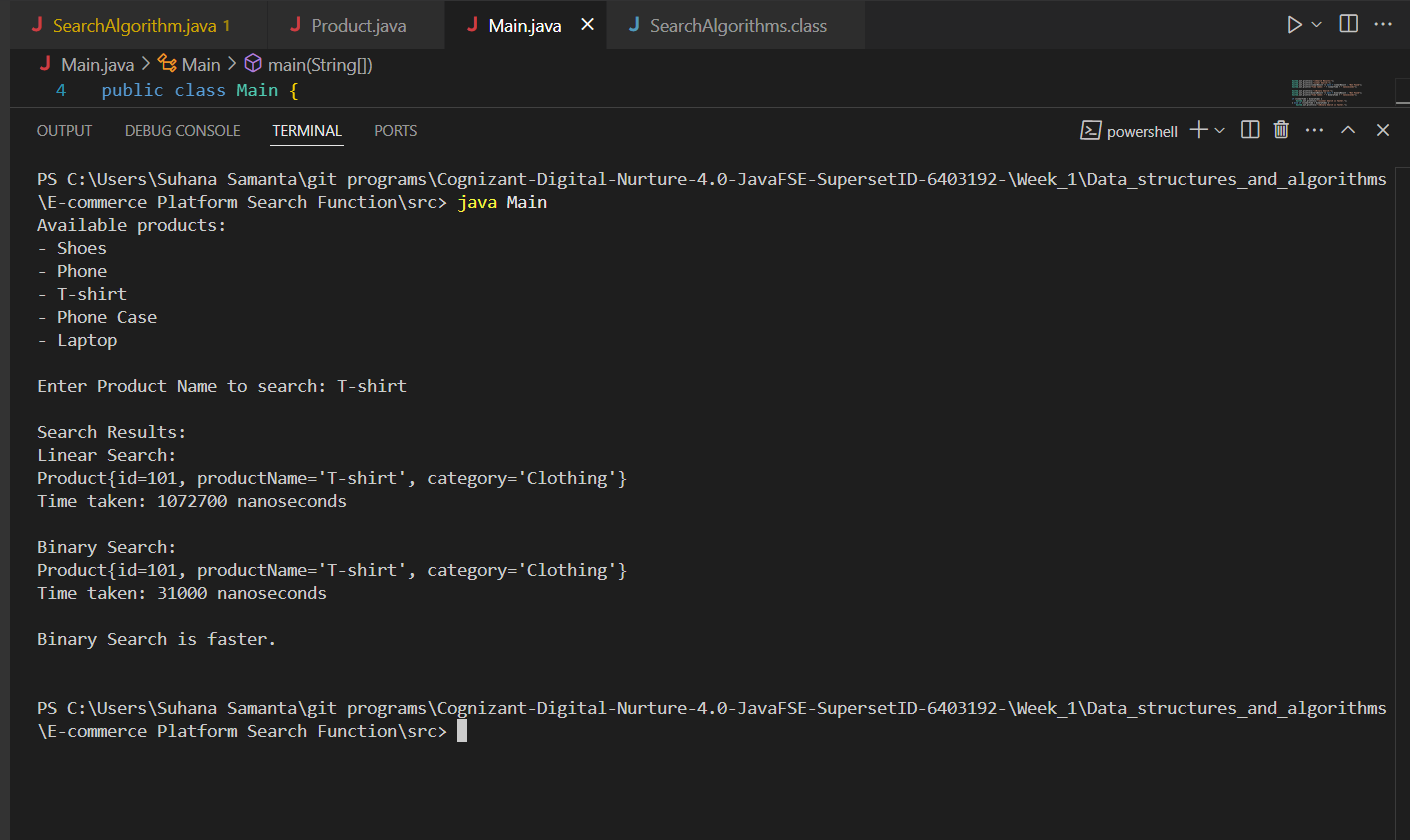 J SearchAlgorithm.java 1 J Product.java J Main.java × J SearchAlgorithms.class
J Main.java > Main > main(String[])
4 public class Main {
OUTPUT DEBUG CONSOLE TERMINAL PORTS powershell
PS C:\Users\Suhana Samanta\git programs\Cognizant-Digital-Nurture-4.0-JavaFSE-SupersetID-6403192-\Week_1\Data_structures_and_algorithms
\E-commerce Platform Search Function\src> java Main
Available products:
- Shoes
- Phone
- T-shirt
- Phone Case
- Laptop
Enter Product Name to search: T-shirt
Search Results:
Linear Search:
Product{id=101, productName='T-shirt', category='Clothing'}
Time taken: 1072700 nanoseconds
Binary Search:
Product{id=101, productName='T-shirt', category='Clothing'}
Time taken: 31000 nanoseconds
Binary Search is faster.
PS C:\Users\Suhana Samanta\git programs\Cognizant-Digital-Nurture-4.0-JavaFSE-SupersetID-6403192-\Week_1\Data_structures_and_algorithms
\E-commerce Platform Search Function\src>